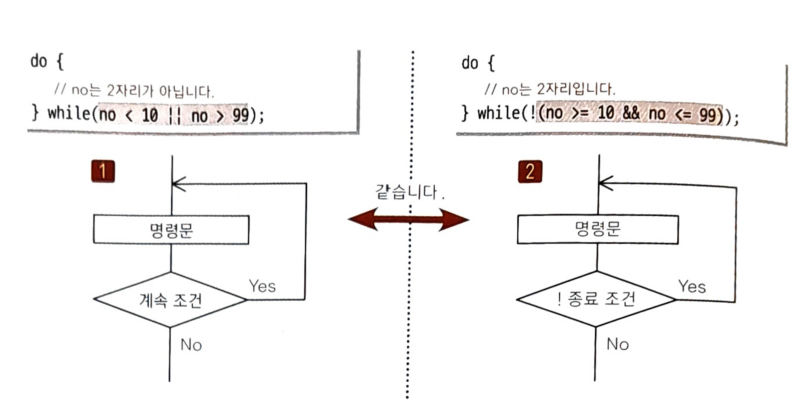 do {
// no는 2자리가 아닙니다.
} while(no < 10 || no > 99);
1
명령문
계속 조건
Yes
No
같습니다.
do {
// no는 2자리입니다.
} while(!(no >= 10 && no <= 99));
2
명령문
! 종료 조건
Yes
No